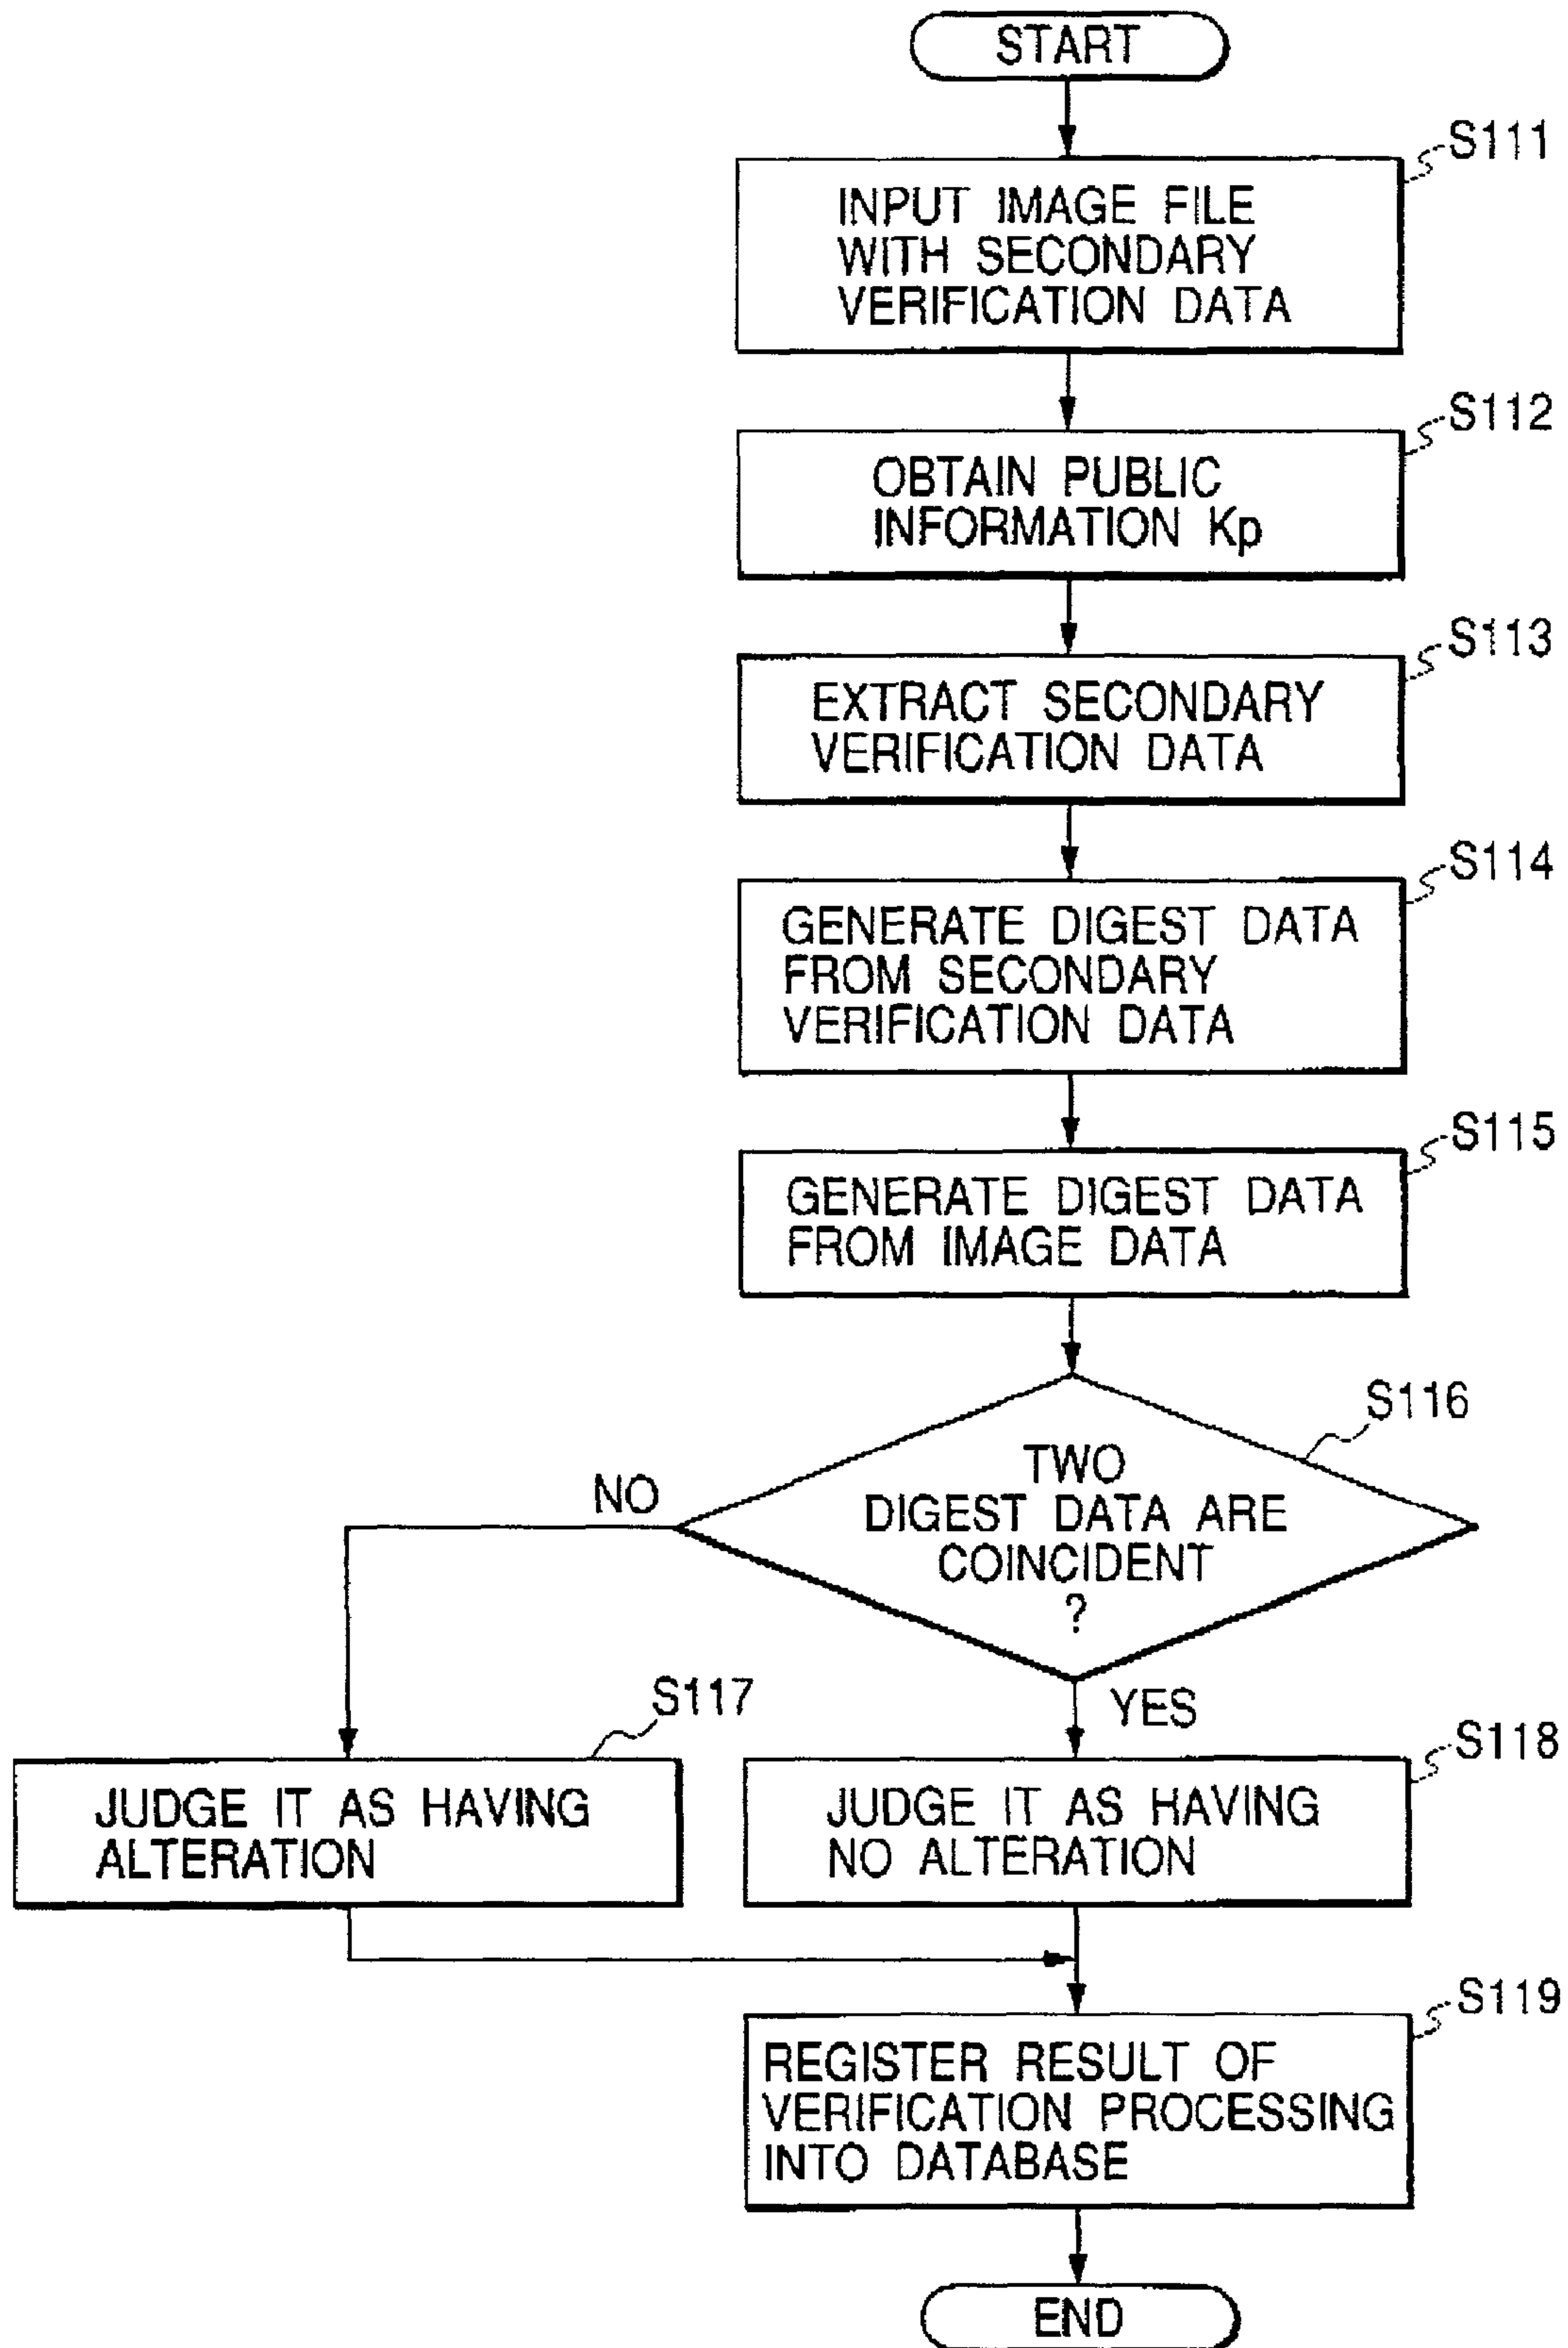 START
S111
INPUT IMAGE FILE
WITH SECONDARY
VERIFICATION DATA
S112
OBTAIN PUBLIC
INFORMATION Kp
S113
EXTRACT SECONDARY
VERIFICATION DATA
S114
GENERATE DIGEST DATA
FROM SECONDARY
VERIFICATION DATA
S115
GENERATE DIGEST DATA
FROM IMAGE DATA
S116
TWO
DIGEST DATA ARE
COINCIDENT
?
NO
YES
S117
JUDGE IT AS HAVING
ALTERATION
S118
JUDGE IT AS HAVING
NO ALTERATION
S119
REGISTER RESULT OF
VERIFICATION PROCESSING
INTO DATABASE
END